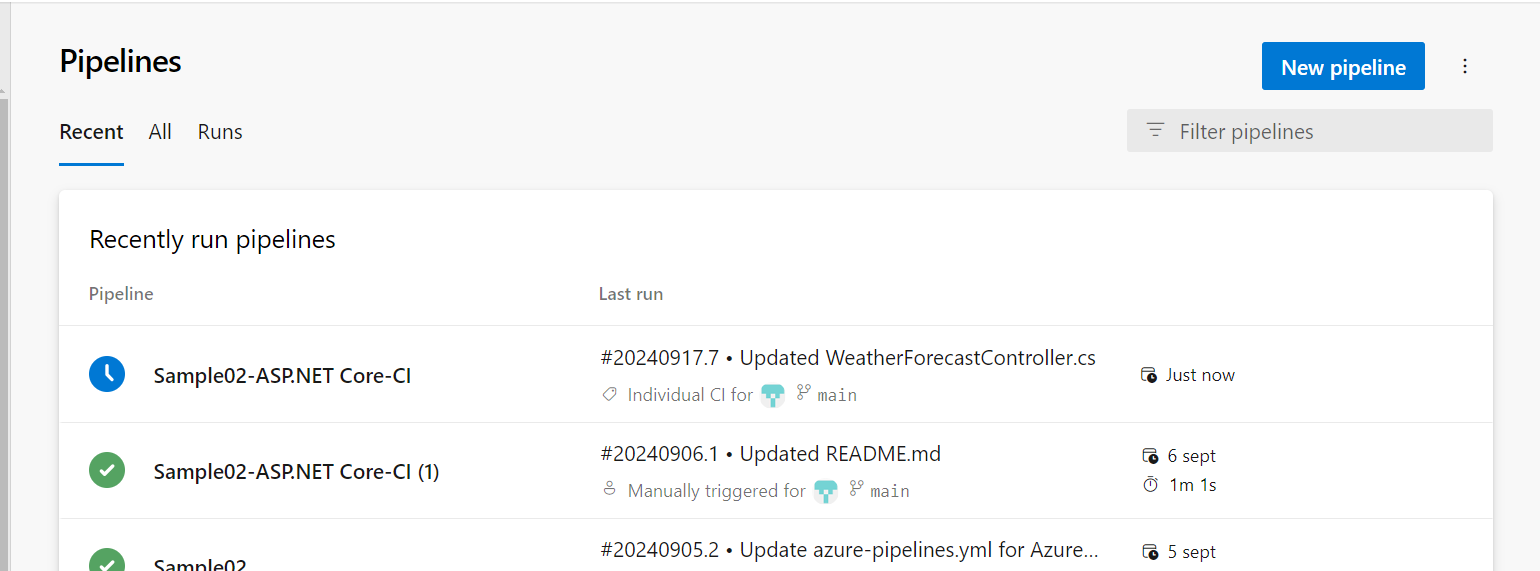 Pipelines
New pipeline
Recent All Runs
Filter pipelines
Recently run pipelines
Pipeline Last run
Sample02-ASP.NET Core-CI
#20240917.7 • Updated WeatherForecastController.cs
Individual CI for main
Just now
Sample02-ASP.NET Core-CI (1)
#20240906.1 • Updated README.md
Manually triggered for main
6 sept
1m 1s
Sample02
#20240905.2 • Update azure-pipelines.yml for Azure...
5 sept